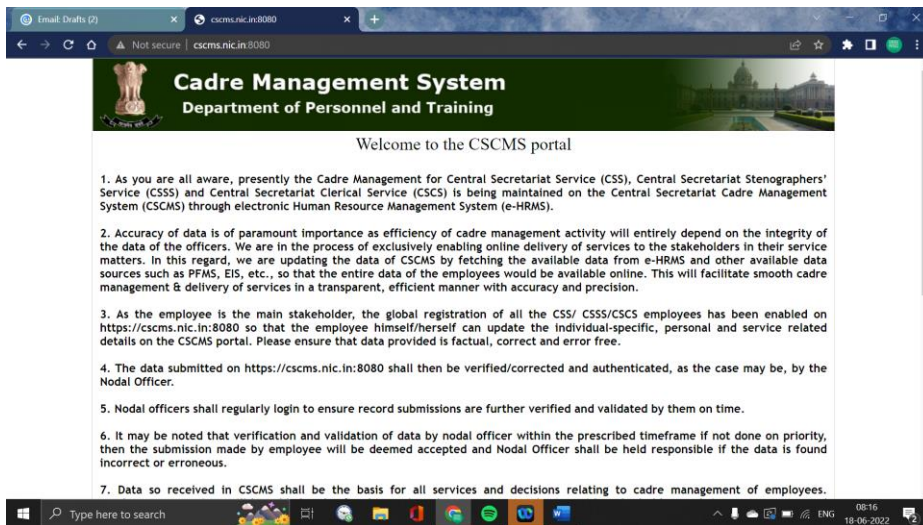 Email: Drafts (2)
cscms.nic.in:8080
Not secure
cscms.nic.in:8080
Cadre Management System
Department of Personnel and Training
Welcome to the CSCMS portal
1. As you are all aware, presently the Cadre Management for Central Secretariat Service (CSS), Central Secretariat Stenographers'
Service (CSSS) and Central Secretariat Clerical Service (CSCS) is being maintained on the Central Secretariat Cadre Management
System (CSCMS) through electronic Human Resource Management System (e-HRMS).
2. Accuracy of data is of paramount importance as efficiency of cadre management activity will entirely depend on the integrity of
the data of the officers. We are in the process of exclusively enabling online delivery of services to the stakeholders in their service
matters. In this regard, we are updating the data of CSCMS by fetching the available data from e-HRMS and other available data
sources such as PFMS, EIS, etc., so that the entire data of the employees would be available online. This will facilitate smooth cadre
management & delivery of services in a transparent, efficient manner with accuracy and precision.
3. As the employee is the main stakeholder, the global registration of all the CSS/ CSSS/CSCS employees has been enabled on
https://cscms.nic.in:8080 so that the employee himself/herself can update the individual-specific, personal and service related
details on the CSCMS portal. Please ensure that data provided is factual, correct and error free.
4. The data submitted on https://cscms.nic.in:8080 shall then be verified/corrected and authenticated, as the case may be, by the
Nodal Officer.
5. Nodal officers shall regularly login to ensure record submissions are further verified and validated by them on time.
6. It may be noted that verification and validation of data by nodal officer within the prescribed timeframe if not done on priority,
then the submission made by employee will be deemed accepted and Nodal Officer shall be held responsible if the data is found
incorrect or erroneous.
7. Data so received in CSCMS shall be the basis for all services and decisions relating to cadre management of employees.
Type here to search
ENG
08:16
18-06-2022